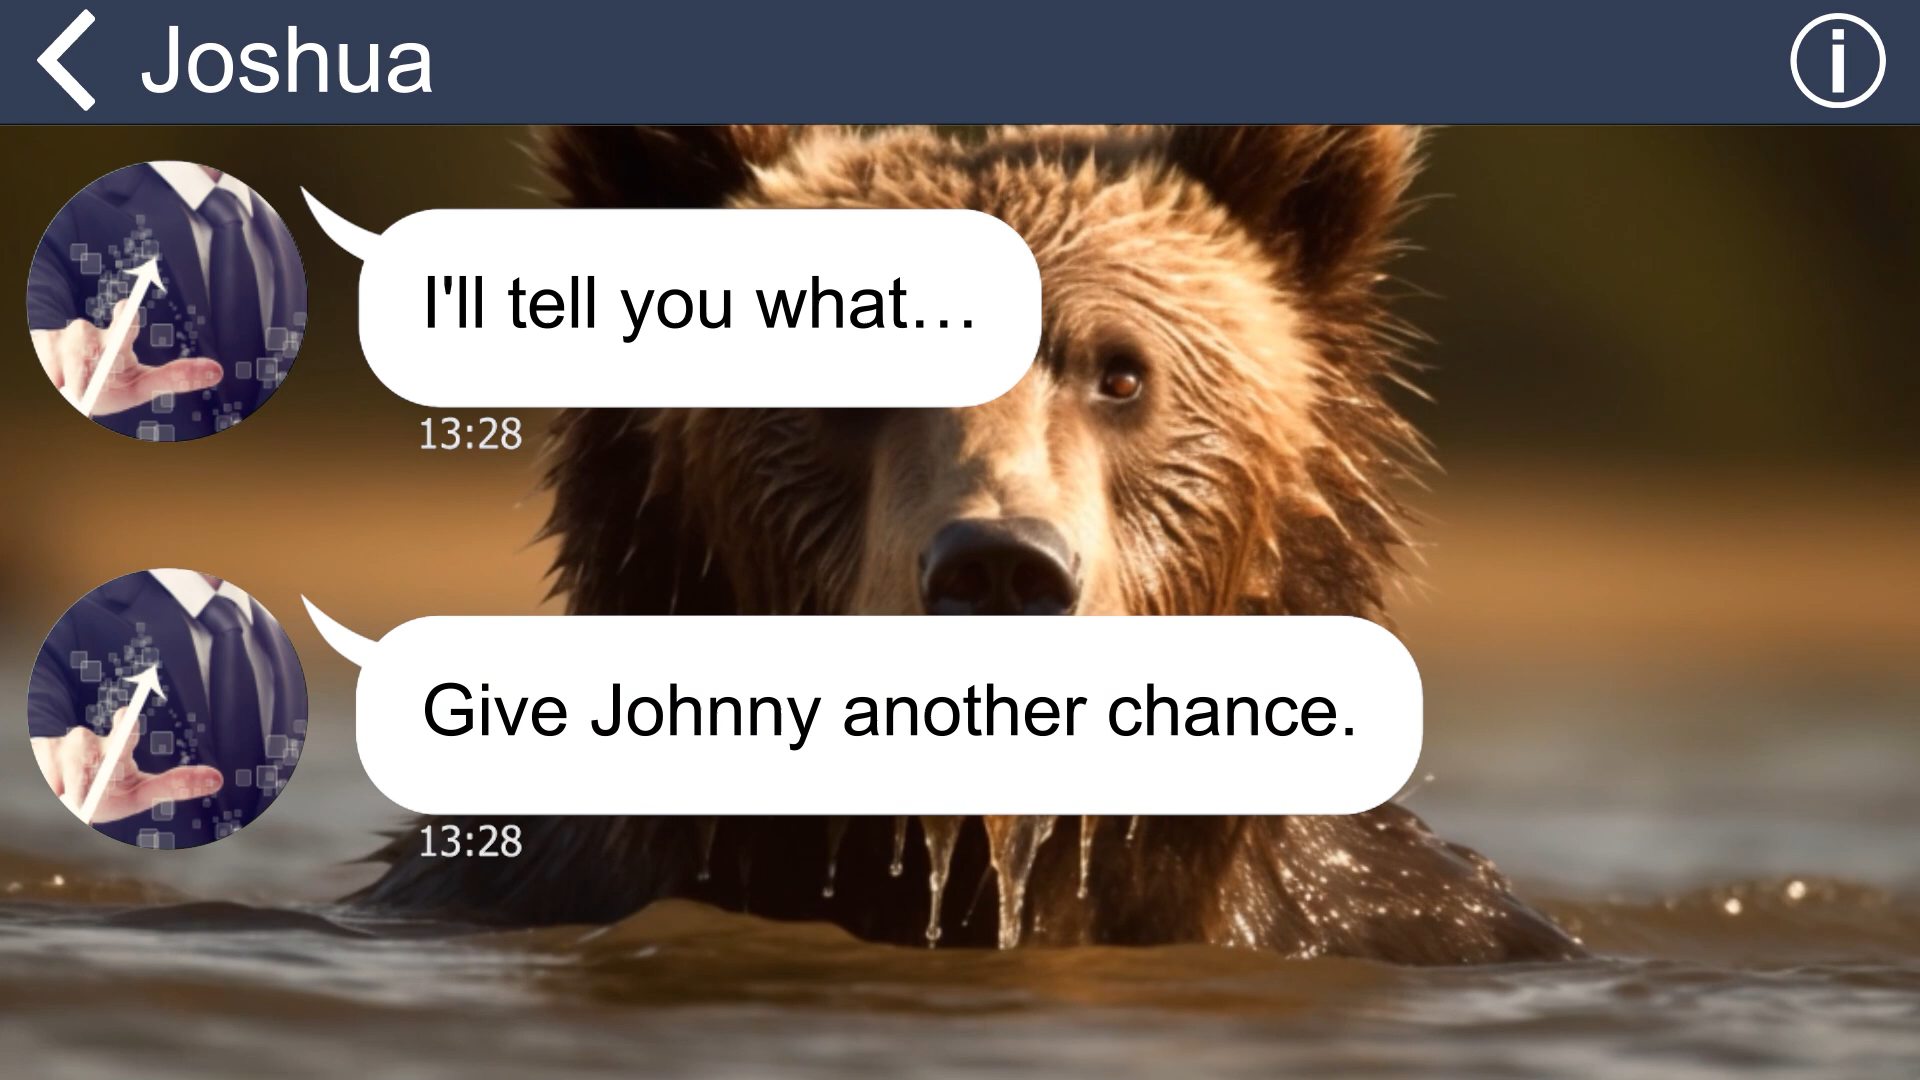 Joshua
I'll tell you what…
13:28
Give Johnny another chance.
13:28